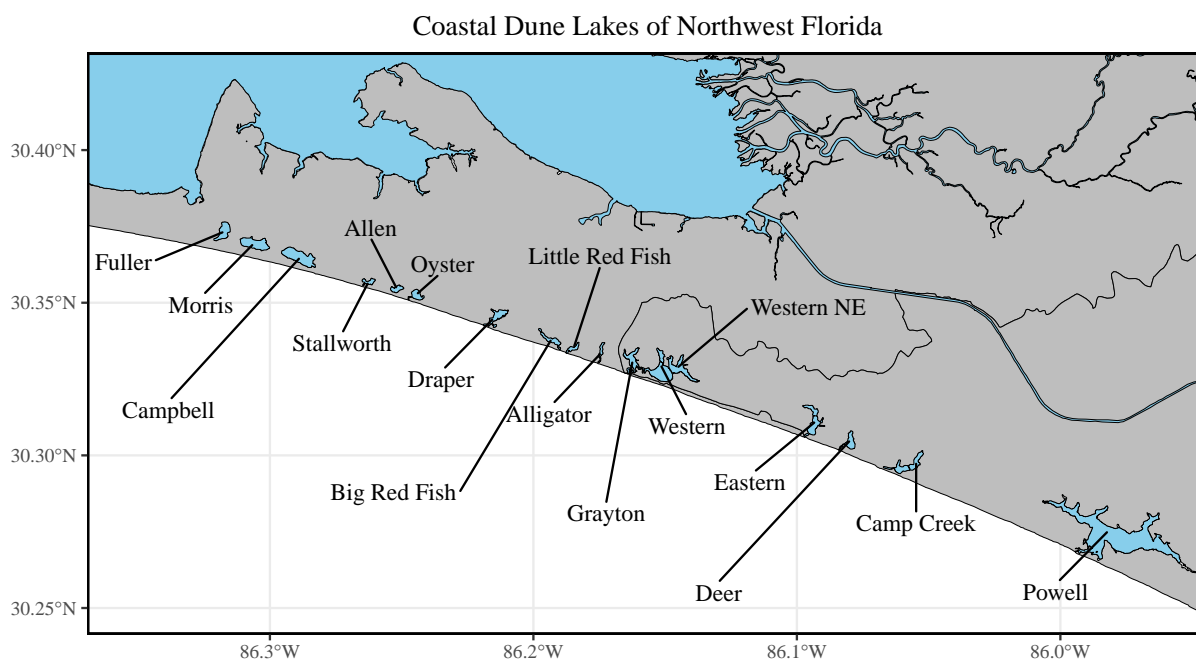 Coastal Dune Lakes of Northwest Florida
30.40°N
30.35°N
30.30°N
30.25°N
Allen
Fuller
Oyster
Little Red Fish
Morris
Western NE
Stallworth
Draper
Campbell
Alligator
Western
Big Red Fish
Eastern
Grayton
Camp Creek
Deer
Powell
86.3°W
86.2°W
86.1°W
86.0°W